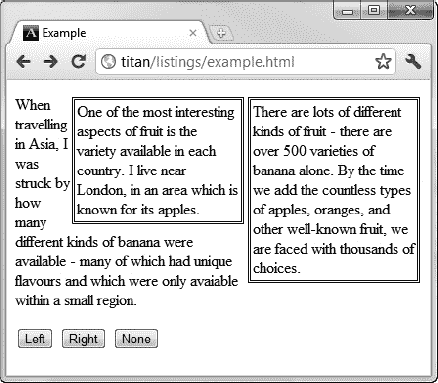 Example
titan/listings/example.html
When
travelling
in Asia, I
was
struck by
how
many
different kinds of banana were
available - many of which had unique
flavours and which were only avaiable
within a small region.
One of the most interesting
aspects of fruit is the
variety available in each
country. I live near
London, in an area which is
known for its apples.
There are lots of different
kinds of fruit - there are
over 500 varieties of
banana alone. By the time
we add the countless types
of apples, oranges, and
other well-known fruit, we
are faced with thousands of
choices.
Left Right None